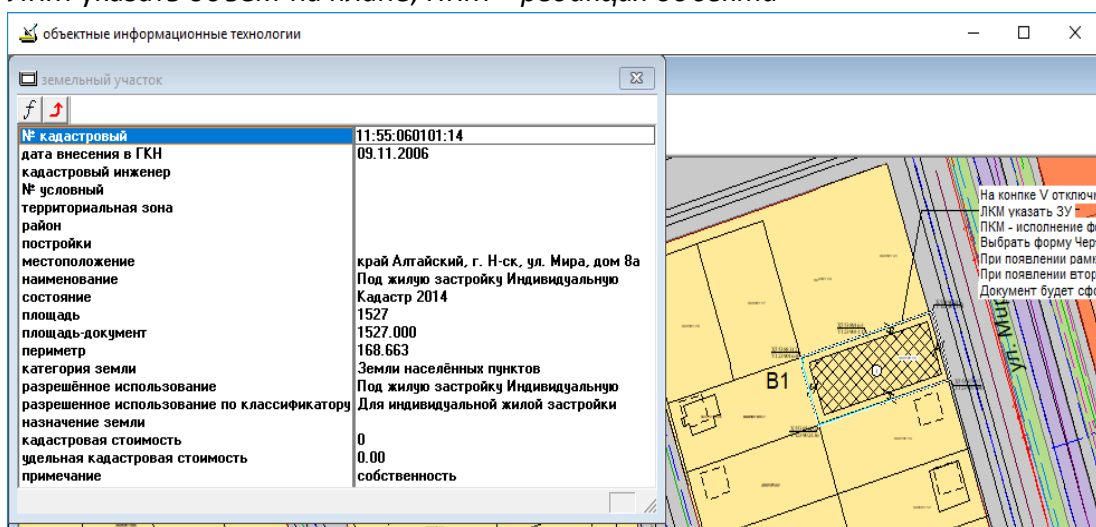 ЛКМ указать объект на плане, ПКМ – редакция объекта
объектные информационные технологии
земельный участок
f
№ кадастровый 11:55:060101:14
дата внесения в ГКН 09.11.2006
кадастровый инженер
№ условный
территориальная зона
район
постройки
местоположение край Алтайский, г. Н-ск, ул. Мира, дом 8а
наименование Под жилую застройку Индивидуальную
состояние Кадастр 2014
площадь 1527
площадь-документ 1527.000
периметр 168.663
категория земли Земли населённых пунктов
разрешённое использование Под жилую застройку Индивидуальную
разрешенное использование по классификатору Для индивидуальной жилой застройки
назначение земли
кадастровая стоимость 0
удельная кадастровая стоимость 0.00
примечание собственность
На кнопке V отключ
ЛКМ указать ЗУ
ПКМ - исполнение ф
Выбрать форму Чер
При появлении рамк
При появлении втор
Документ будет сфо
ул. Мир
В1